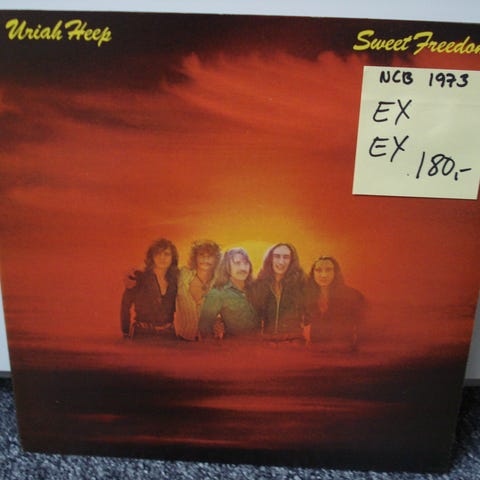 Uriah Heep
Sweet Freedom
NCB 1973
EX
EX 180,-